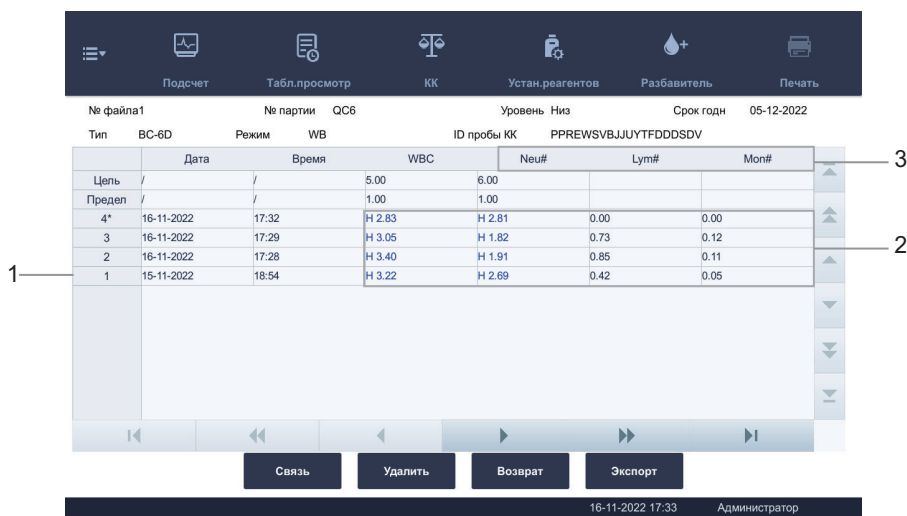 Подсчет Табл.просмотр КК Устан.реагентов Разбавитель Печать
№ файла1 № партии QC6 Уровень Низ Срок годн 05-12-2022
Тип BC-6D Режим WB ID пробы КК PPREWSVBJJUYTFDDDSDV
Дата Время WBC Neu# Lym# Mon# 3
Цель / / 5.00 6.00
Предел / / 1.00 1.00
4* 16-11-2022 17:32 H 2.83 H 2.81 0.00 0.00
3 16-11-2022 17:29 H 3.05 H 1.82 0.73 0.12 2
2 16-11-2022 17:28 H 3.40 H 1.91 0.85 0.11
1 1 15-11-2022 18:54 H 3.22 H 2.69 0.42 0.05
Связь Удалить Возврат Экспорт
16-11-2022 17:33 Администратор